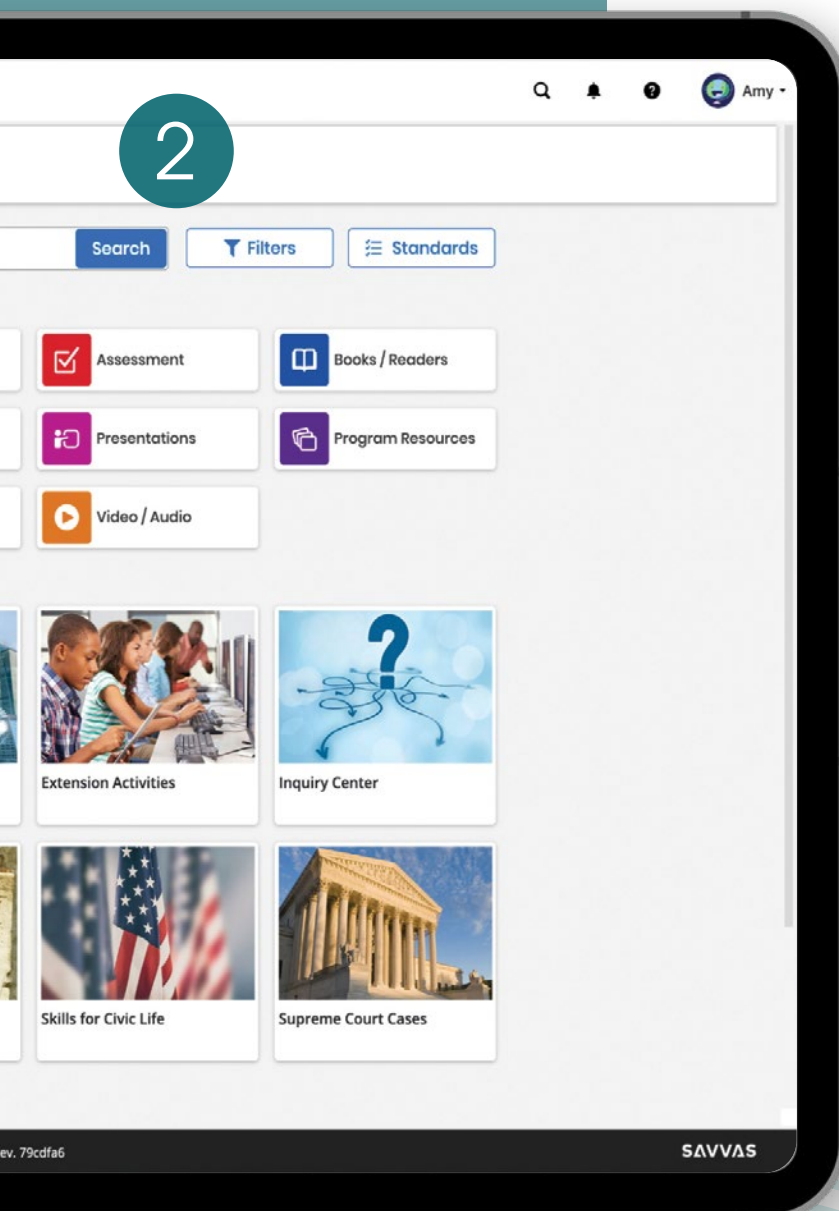 Amy
2
Search
Filters
Standards
Assessment
Books / Readers
Presentations
Program Resources
Video / Audio
?
Extension Activities
Inquiry Center
Skills for Civic Life
Supreme Court Cases
ev. 79cdfa6
SAVVAS